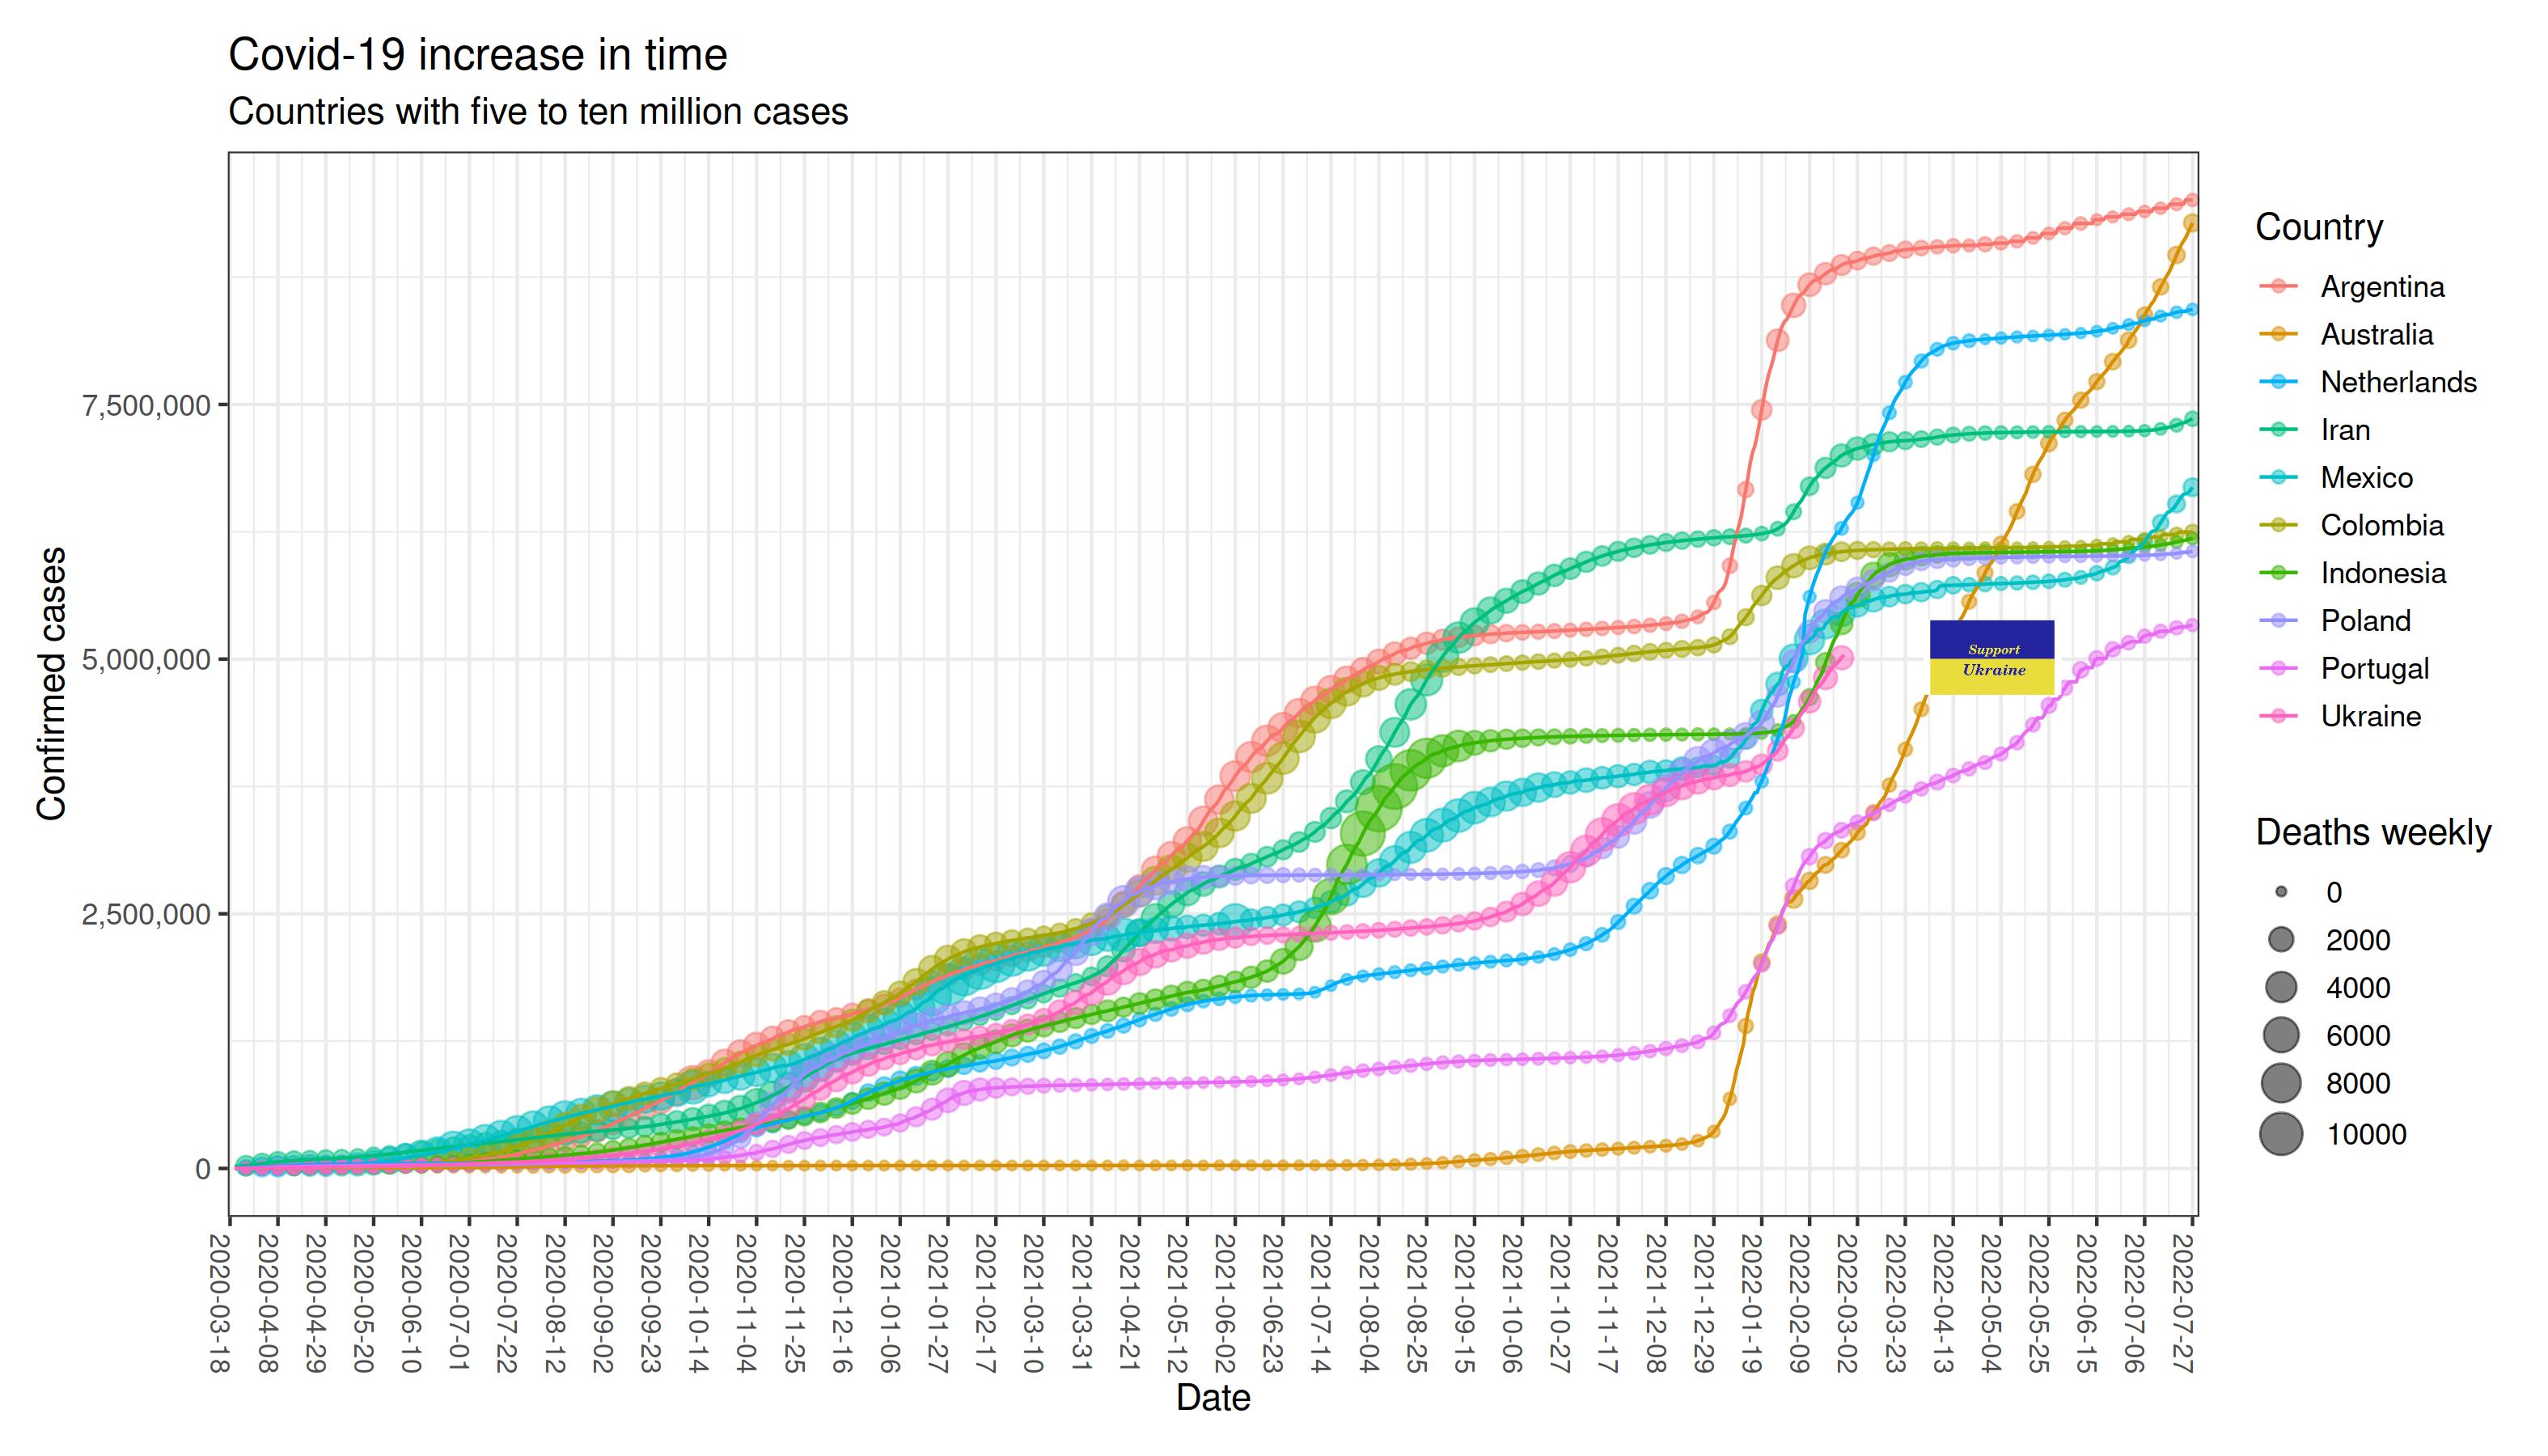 Covid-19 increase in time
Countries with five to ten million cases
Confirmed cases
7,500,000
5,000,000
2,500,000
0
Support
Ukraine
2020-03-18
2020-04-08
2020-04-29
2020-05-20
2020-06-10
2020-07-01
2020-07-22
2020-08-12
2020-09-02
2020-09-23
2020-10-14
2020-11-04
2020-11-25
2020-12-16
2021-01-06
2021-01-27
2021-02-17
2021-03-10
2021-03-31
2021-04-21
2021-05-12
2021-06-02
2021-06-23
2021-07-14
2021-08-04
2021-08-25
2021-09-15
2021-10-06
2021-10-27
2021-11-17
2021-12-08
2021-12-29
2022-01-19
2022-02-09
2022-03-02
2022-03-23
2022-04-13
2022-05-04
2022-05-25
2022-06-15
2022-07-06
2022-07-27
Date
Country
Argentina
Australia
Netherlands
Iran
Mexico
Colombia
Indonesia
Poland
Portugal
Ukraine
Deaths weekly
0
2000
4000
6000
8000
10000